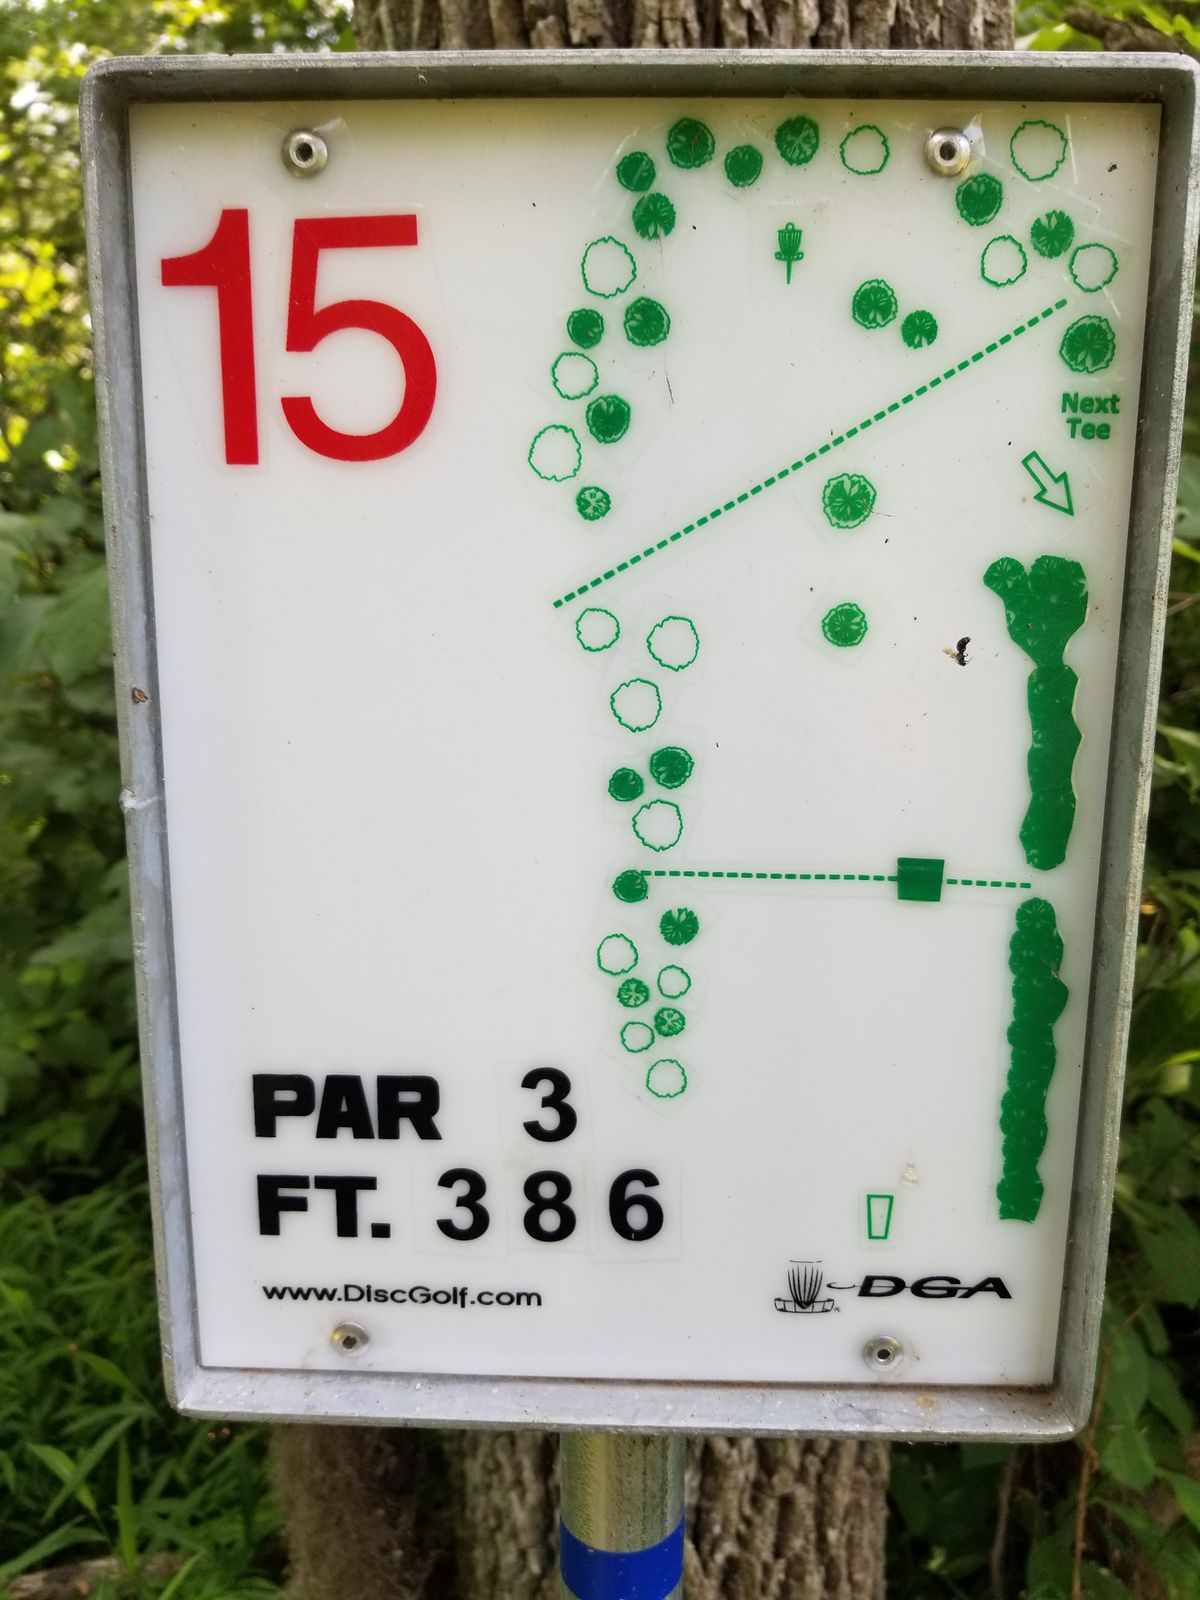 15
Next
Tee
PAR 3
FT. 386
www.DiscGolf.com
DGA